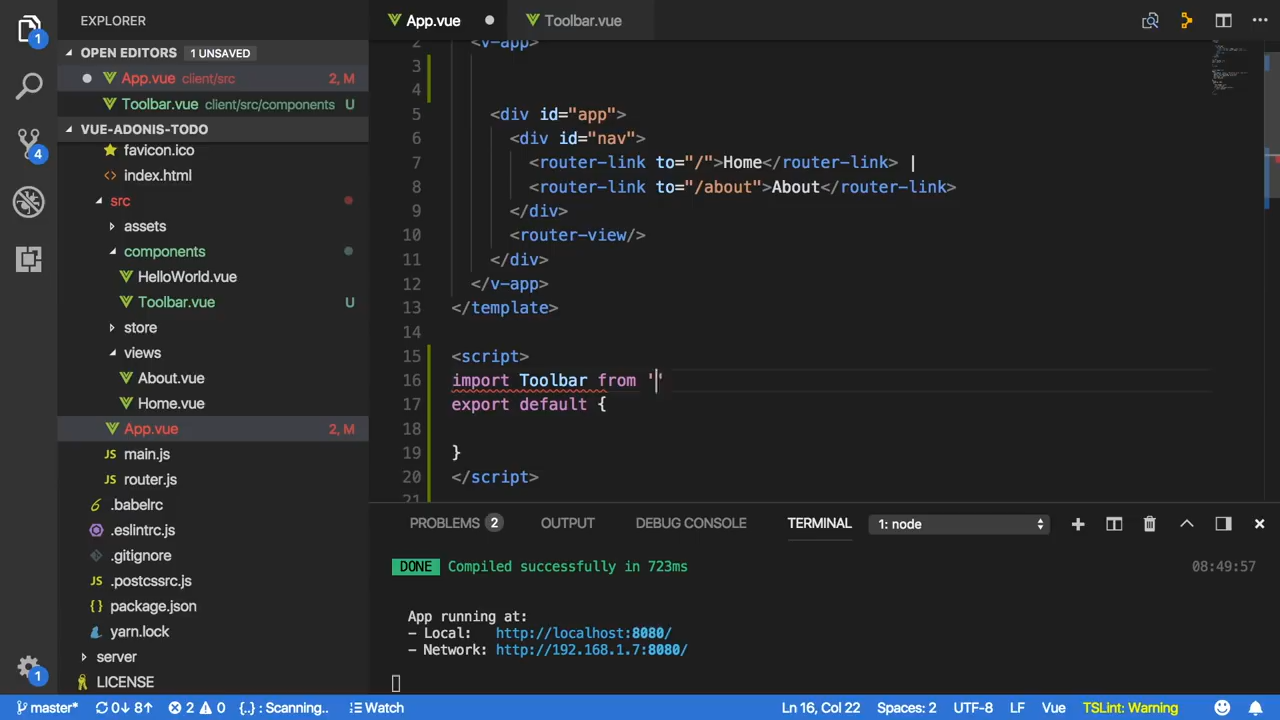 EXPLORER
OPEN EDITORS 1 UNSAVED
App.vue client/src 2, M
Toolbar.vue client/src/components U
VUE-ADONIS-TODO
favicon.ico
index.html
src
assets
components
HelloWorld.vue
Toolbar.vue U
store
views
About.vue
Home.vue
App.vue 2, M
main.js
router.js
.babelrc
.eslintrc.js
.gitignore
.postcssrc.js
package.json
yarn.lock
server
LICENSE
1
4
1
App.vue
Toolbar.vue
2 <v-app>
3
4
5 <div id="app">
6 <div id="nav">
7 <router-link to="/">Home</router-link> |
8 <router-link to="/about">About</router-link>
9 </div>
10 <router-view/>
11 </div>
12 </v-app>
13 </template>
14
15 <script>
16 import Toolbar from ''
17 export default {
18
19 }
20 </script>
21
PROBLEMS 2 OUTPUT DEBUG CONSOLE TERMINAL 1: node
DONE Compiled successfully in 723ms 08:49:57
App running at:
- Local: http://localhost:8080/
- Network: http://192.168.1.7:8080/
master* 0↓ 8↑ 2 0 {..} : Scanning.. Watch Ln 16, Col 22 Spaces: 2 UTF-8 LF Vue TSLint: Warning